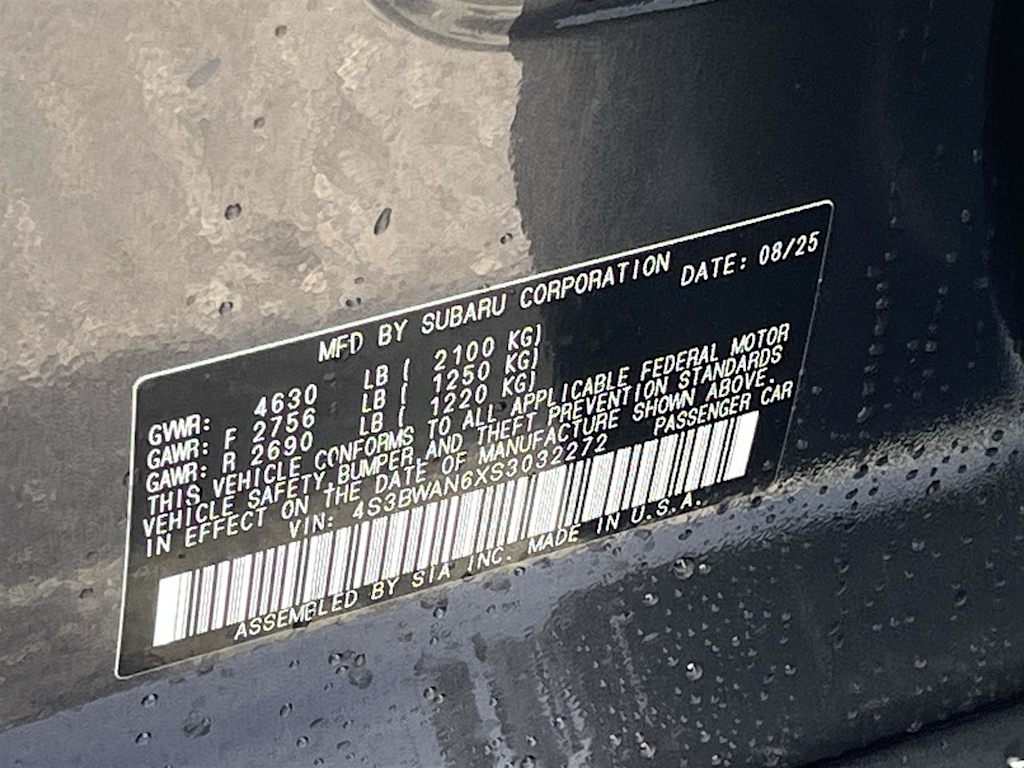 MFD BY SUBARU CORPORATION DATE: 08/25
GVWR: 4630 LB ( 2100 KG)
GAWR: F 2756 LB ( 1250 KG)
GAWR: R 2690 LB ( 1220 KG)
THIS VEHICLE CONFORMS TO ALL APPLICABLE FEDERAL MOTOR
VEHICLE SAFETY, BUMPER, AND THEFT PREVENTION STANDARDS
IN EFFECT ON THE DATE OF MANUFACTURE SHOWN ABOVE.
VIN: 4S3BWAN6XS3032272 PASSENGER CAR
ASSEMBLED BY SIA INC. MADE IN U.S.A.